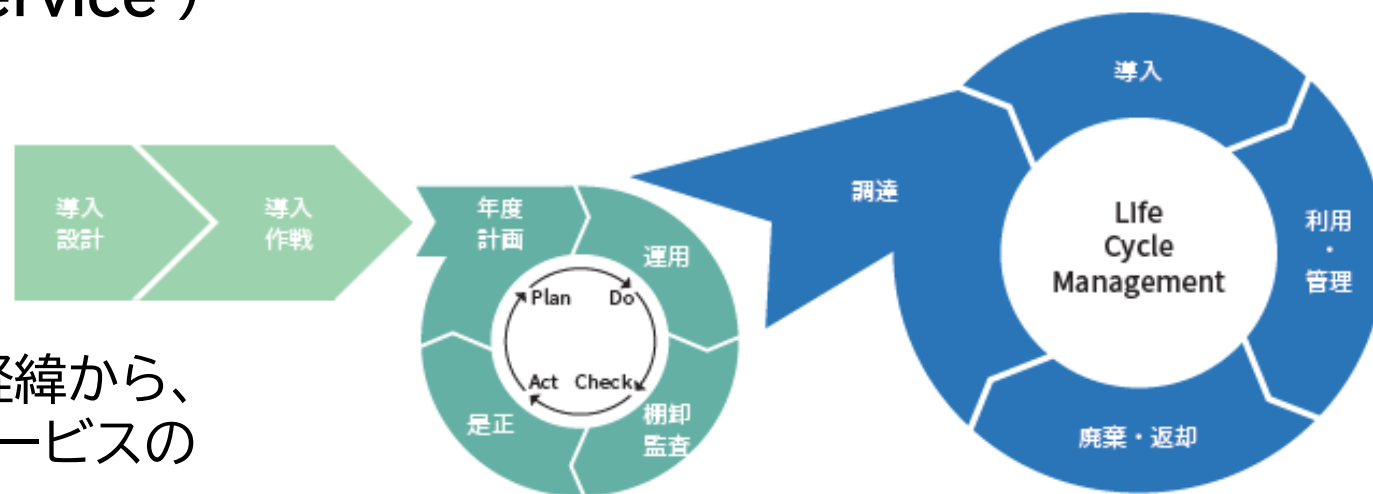 ervice）
導入
設計
導入
作戦
年度
計画
運用
Plan
Do
Act
Check
是正
棚卸
監査
調達
導入
LIfe
Cycle
Management
利用
・
管理
廃棄・返却
経緯から、
ービスの